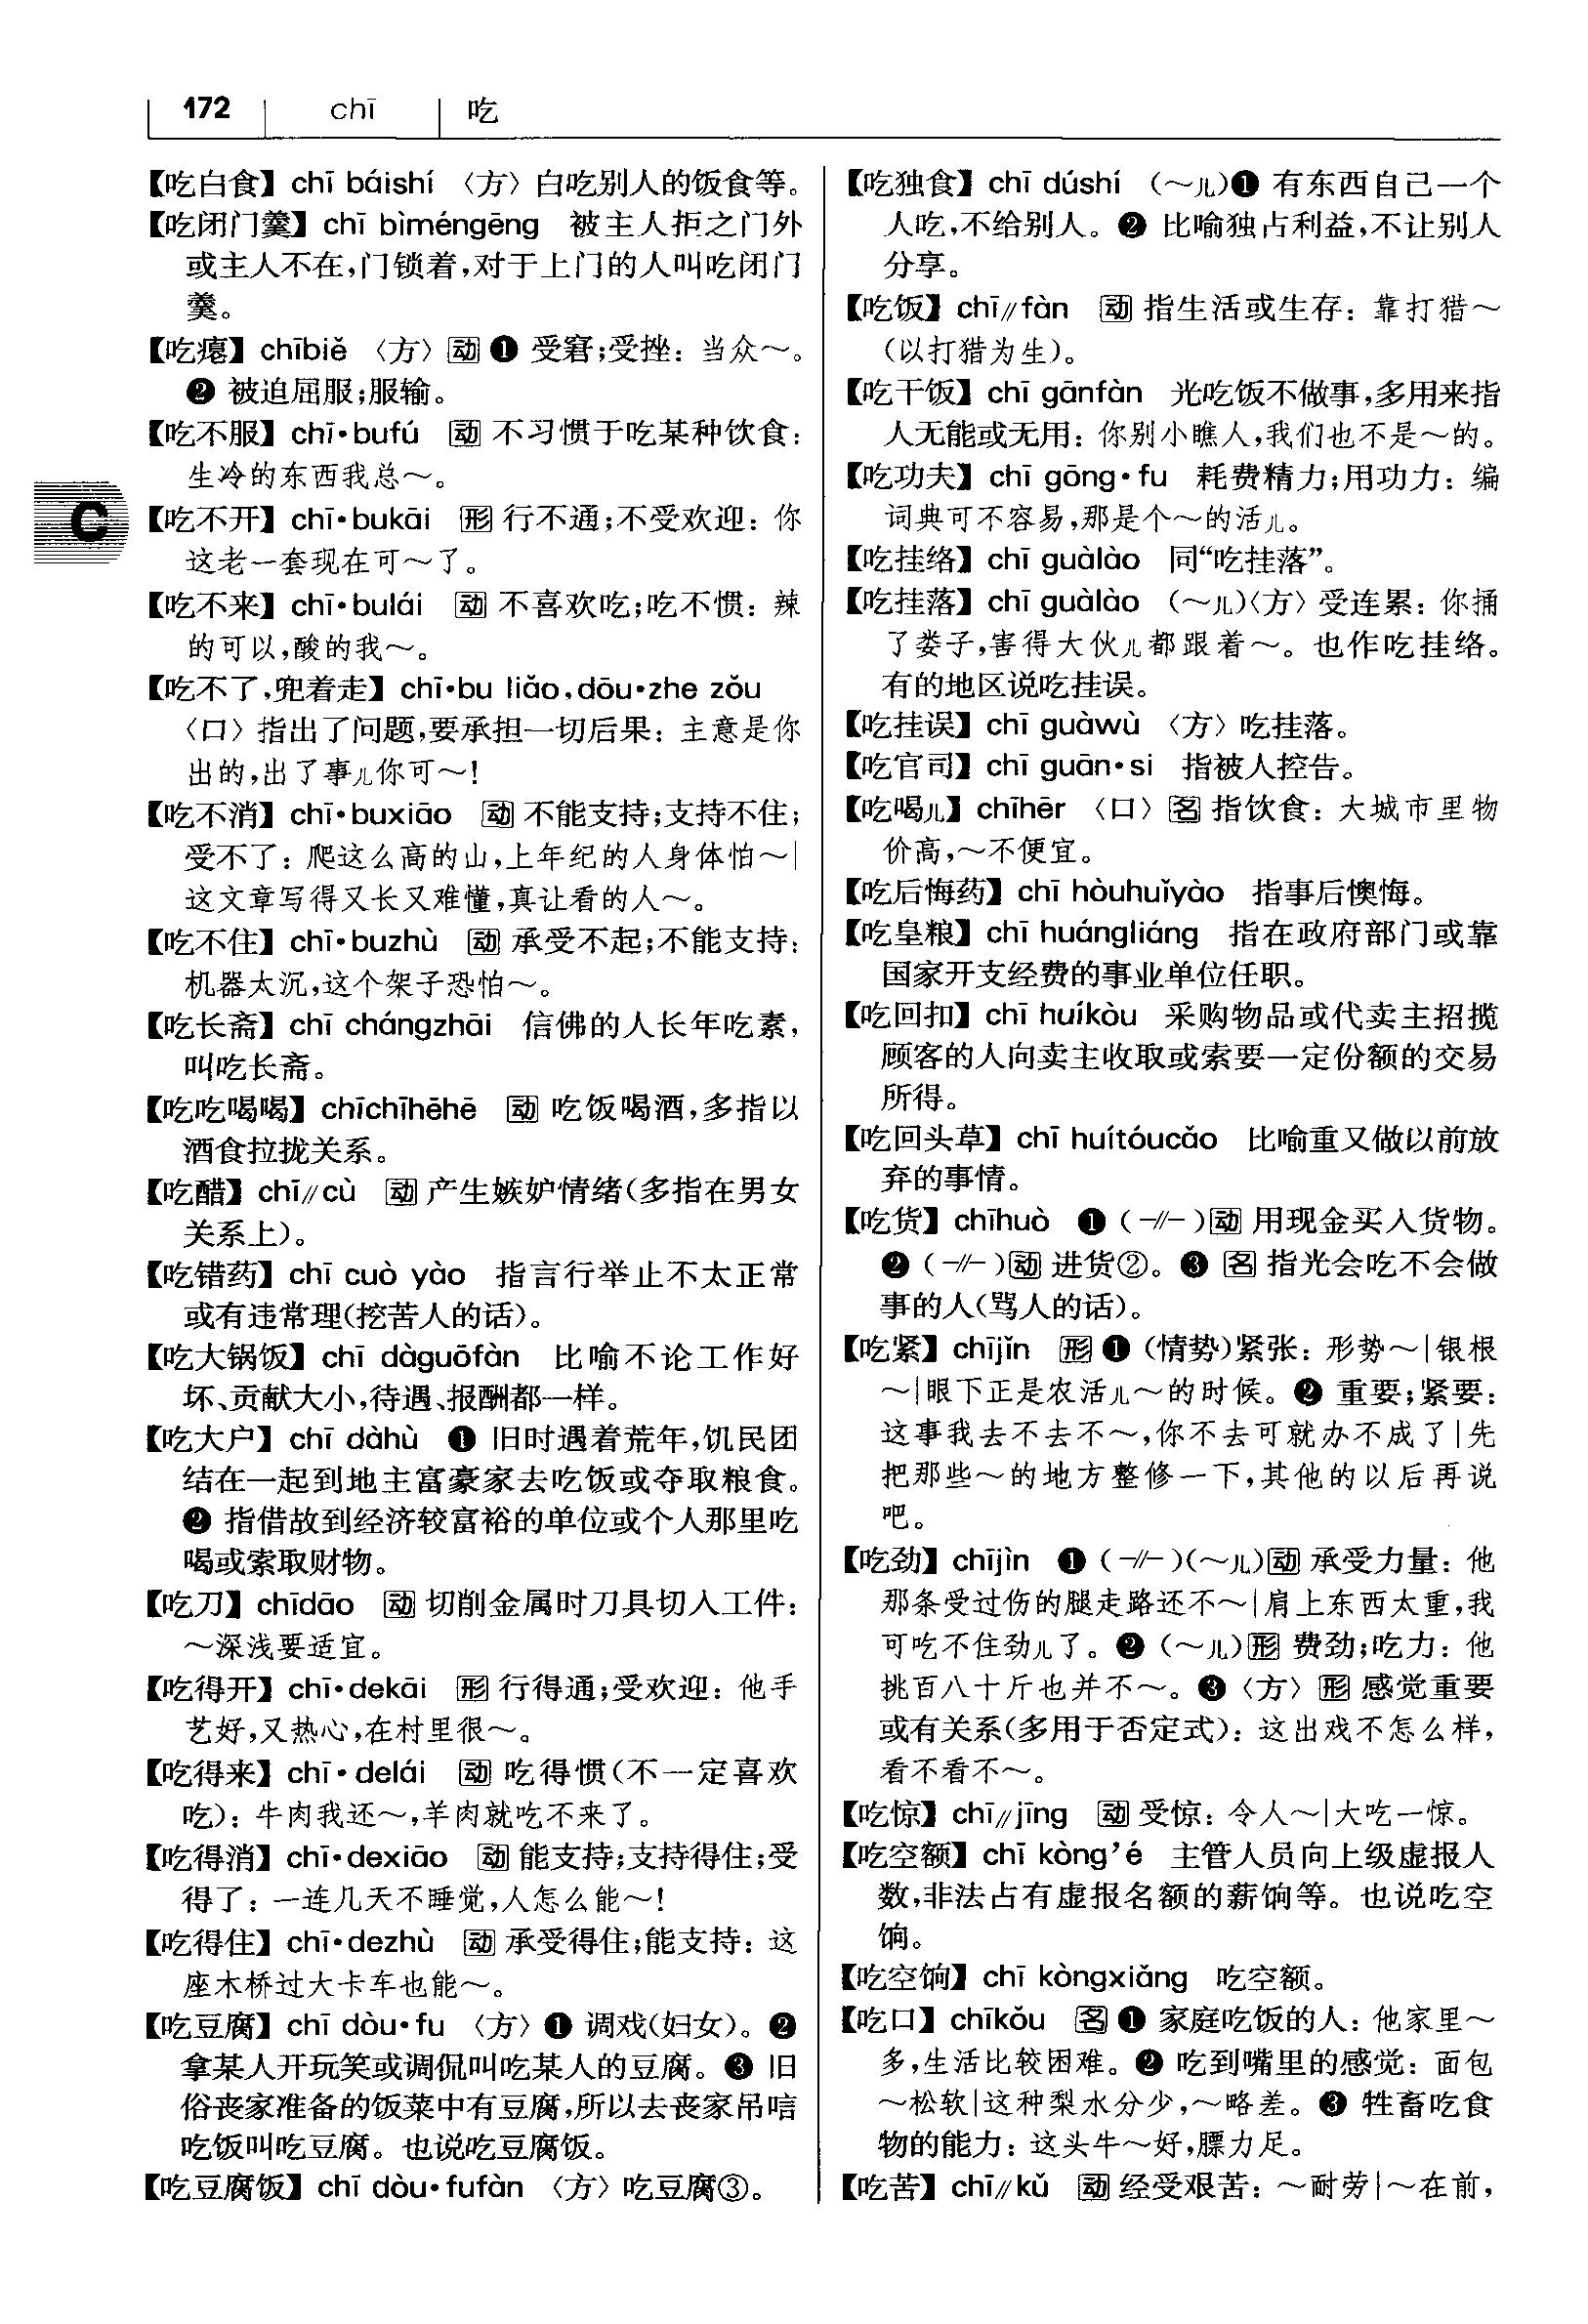 172 chī 吃
【吃白食】 chī báishí 〈方〉白吃别人的饭食等。
【吃闭门羹】 chī bìméngēng 被主人拒之门外
或主人不在,门锁着,对于上门的人叫吃闭门
羹。
【吃瘪】 chībiě 〈方〉动❶ 受窘;受挫：当众～。
❷ 被迫屈服;服输。
【吃不服】 chī•bufú 动 不习惯于吃某种饮食：
生冷的东西我总～。
C
【吃不开】 chī•bukāi 形 行不通;不受欢迎：你
这老一套现在可～了。
【吃不来】 chī•bulái 动 不喜欢吃;吃不惯：辣
的可以,酸的我～。
【吃不了,兜着走】 chī•bu liǎo,dōu•zhe zǒu
〈口〉指出了问题,要承担一切后果：主意是你
出的,出了事儿你可～!
【吃不消】 chī•buxiāo 动 不能支持;支持不住;
受不了：爬这么高的山,上年纪的人身体怕～|
这文章写得又长又难懂,真让看的人～。
【吃不住】 chī•buzhù 动 承受不起;不能支持：
机器太沉,这个架子恐怕～。
【吃长斋】 chī chángzhāi 信佛的人长年吃素,
叫吃长斋。
【吃吃喝喝】 chīchīhēhē 动 吃饭喝酒,多指以
酒食拉拢关系。
【吃醋】 chī//cù 动 产生嫉妒情绪(多指在男女
关系上)。
【吃错药】 chī cuò yào 指言行举止不太正常
或有违常理(挖苦人的话)。
【吃大锅饭】 chī dàguōfàn 比喻不论工作好
坏、贡献大小,待遇、报酬都一样。
【吃大户】 chī dàhù ❶ 旧时遇着荒年,饥民团
结在一起到地主富豪家去吃饭或夺取粮食。
❷ 指借故到经济较富裕的单位或个人那里吃
喝或索取财物。
【吃刀】 chīdāo 动 切削金属时刀具切入工件：
～深浅要适宜。
【吃得开】 chī•dekāi 形 行得通;受欢迎：他手
艺好,又热心,在村里很～。
【吃得来】 chī•delái 动 吃得惯(不一定喜欢
吃)：牛肉我还～,羊肉就吃不来了。
【吃得消】 chī•dexiāo 动 能支持;支持得住;受
得了：一连几天不睡觉,人怎么能～!
【吃得住】 chī•dezhù 动 承受得住;能支持：这
座木桥过大卡车也能～。
【吃豆腐】 chī dòu•fu 〈方〉❶ 调戏(妇女)。❷
拿某人开玩笑或调侃叫吃某人的豆腐。❸ 旧
俗丧家准备的饭菜中有豆腐,所以去丧家吊唁
吃饭叫吃豆腐。也说吃豆腐饭。
【吃豆腐饭】 chī dòu•fufàn 〈方〉吃豆腐③。
【吃独食】 chī dúshí (～儿)❶ 有东西自己一个
人吃,不给别人。❷ 比喻独占利益,不让别人
分享。
【吃饭】 chī//fàn 动 指生活或生存：靠打猎～
(以打猎为生)。
【吃干饭】 chī gānfàn 光吃饭不做事,多用来指
人无能或无用：你别小瞧人,我们也不是～的。
【吃功夫】 chī gōng•fu 耗费精力;用功力：编
词典可不容易,那是个～的活儿。
【吃挂络】 chī guàlào 同“吃挂落”。
【吃挂落】 chī guàlào (～儿)〈方〉受连累：你捅
了娄子,害得大伙儿都跟着～。也作吃挂络。
有的地区说吃挂误。
【吃挂误】 chī guàwù 〈方〉吃挂落。
【吃官司】 chī guān•si 指被人控告。
【吃喝儿】 chīhēr 〈口〉名 指饮食：大城市里物
价高,～不便宜。
【吃后悔药】 chī hòuhuǐyào 指事后懊悔。
【吃皇粮】 chī huángliáng 指在政府部门或靠
国家开支经费的事业单位任职。
【吃回扣】 chī huíkòu 采购物品或代卖主招揽
顾客的人向卖主收取或索要一定份额的交易
所得。
【吃回头草】 chī huítóucǎo 比喻重又做以前放
弃的事情。
【吃货】 chīhuò ❶ (-//-)动 用现金买入货物。
❷ (-//-)动 进货②。❸ 名 指光会吃不会做
事的人(骂人的话)。
【吃紧】 chījǐn 形❶ (情势)紧张：形势～|银根
～|眼下正是农活儿～的时候。❷ 重要;紧要：
这事我去不去不～,你不去可就办不成了|先
把那些～的地方整修一下,其他的以后再说
吧。
【吃劲】 chījìn ❶ (-//-)(～儿)动 承受力量：他
那条受过伤的腿走路还不～|肩上东西太重,我
可吃不住劲儿了。❷ (～儿)形 费劲;吃力：他
挑百八十斤也并不～。❸〈方〉形 感觉重要
或有关系(多用于否定式)：这出戏不怎么样,
看不看不～。
【吃惊】 chī//jīng 动 受惊：令人～|大吃一惊。
【吃空额】 chī kòng’é 主管人员向上级虚报人
数,非法占有虚报名额的薪饷等。也说吃空
饷。
【吃空饷】 chī kòngxiǎng 吃空额。
【吃口】 chīkǒu 名❶ 家庭吃饭的人：他家里～
多,生活比较困难。❷ 吃到嘴里的感觉：面包
～松软|这种梨水分少,～略差。❸ 牲畜吃食
物的能力：这头牛～好,膘力足。
【吃苦】 chī//kǔ 动 经受艰苦：～耐劳|～在前,